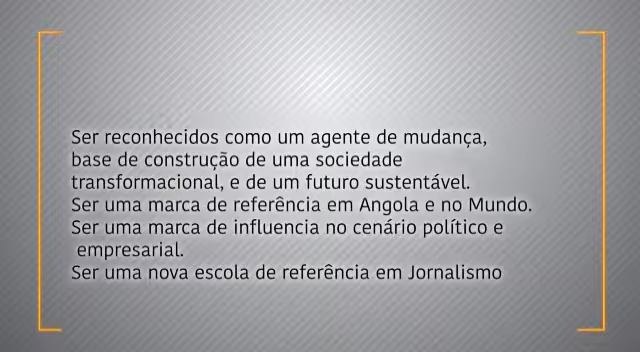 Ser reconhecidos como um agente de mudança,
base de construção de uma sociedade
transformacional, e de um futuro sustentável.
Ser uma marca de referência em Angola e no Mundo.
Ser uma marca de influencia no cenário político e
empresarial.
Ser uma nova escola de referência em Jornalismo